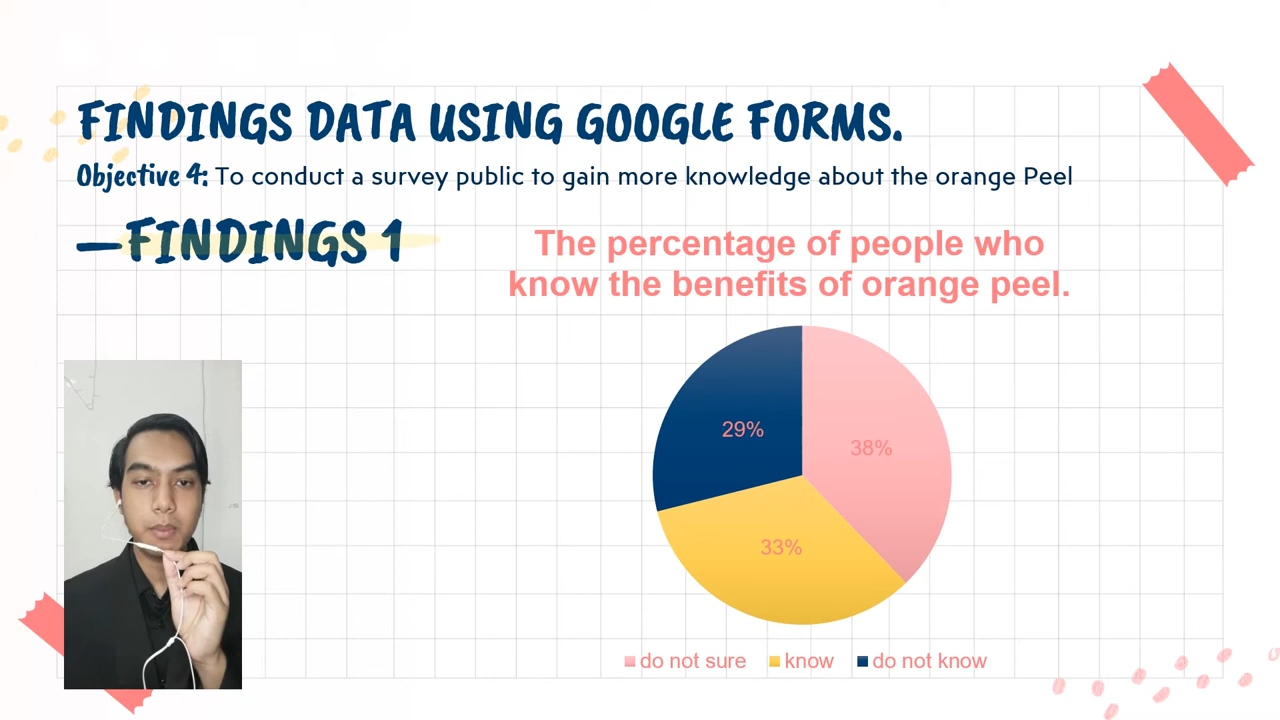 FINDINGS DATA USING GOOGLE FORMS.
Objective 4: To conduct a survey public to gain more knowledge about the orange Peel
—FINDINGS 1
The percentage of people who
know the benefits of orange peel.
29%
38%
33%
do not sure know do not know